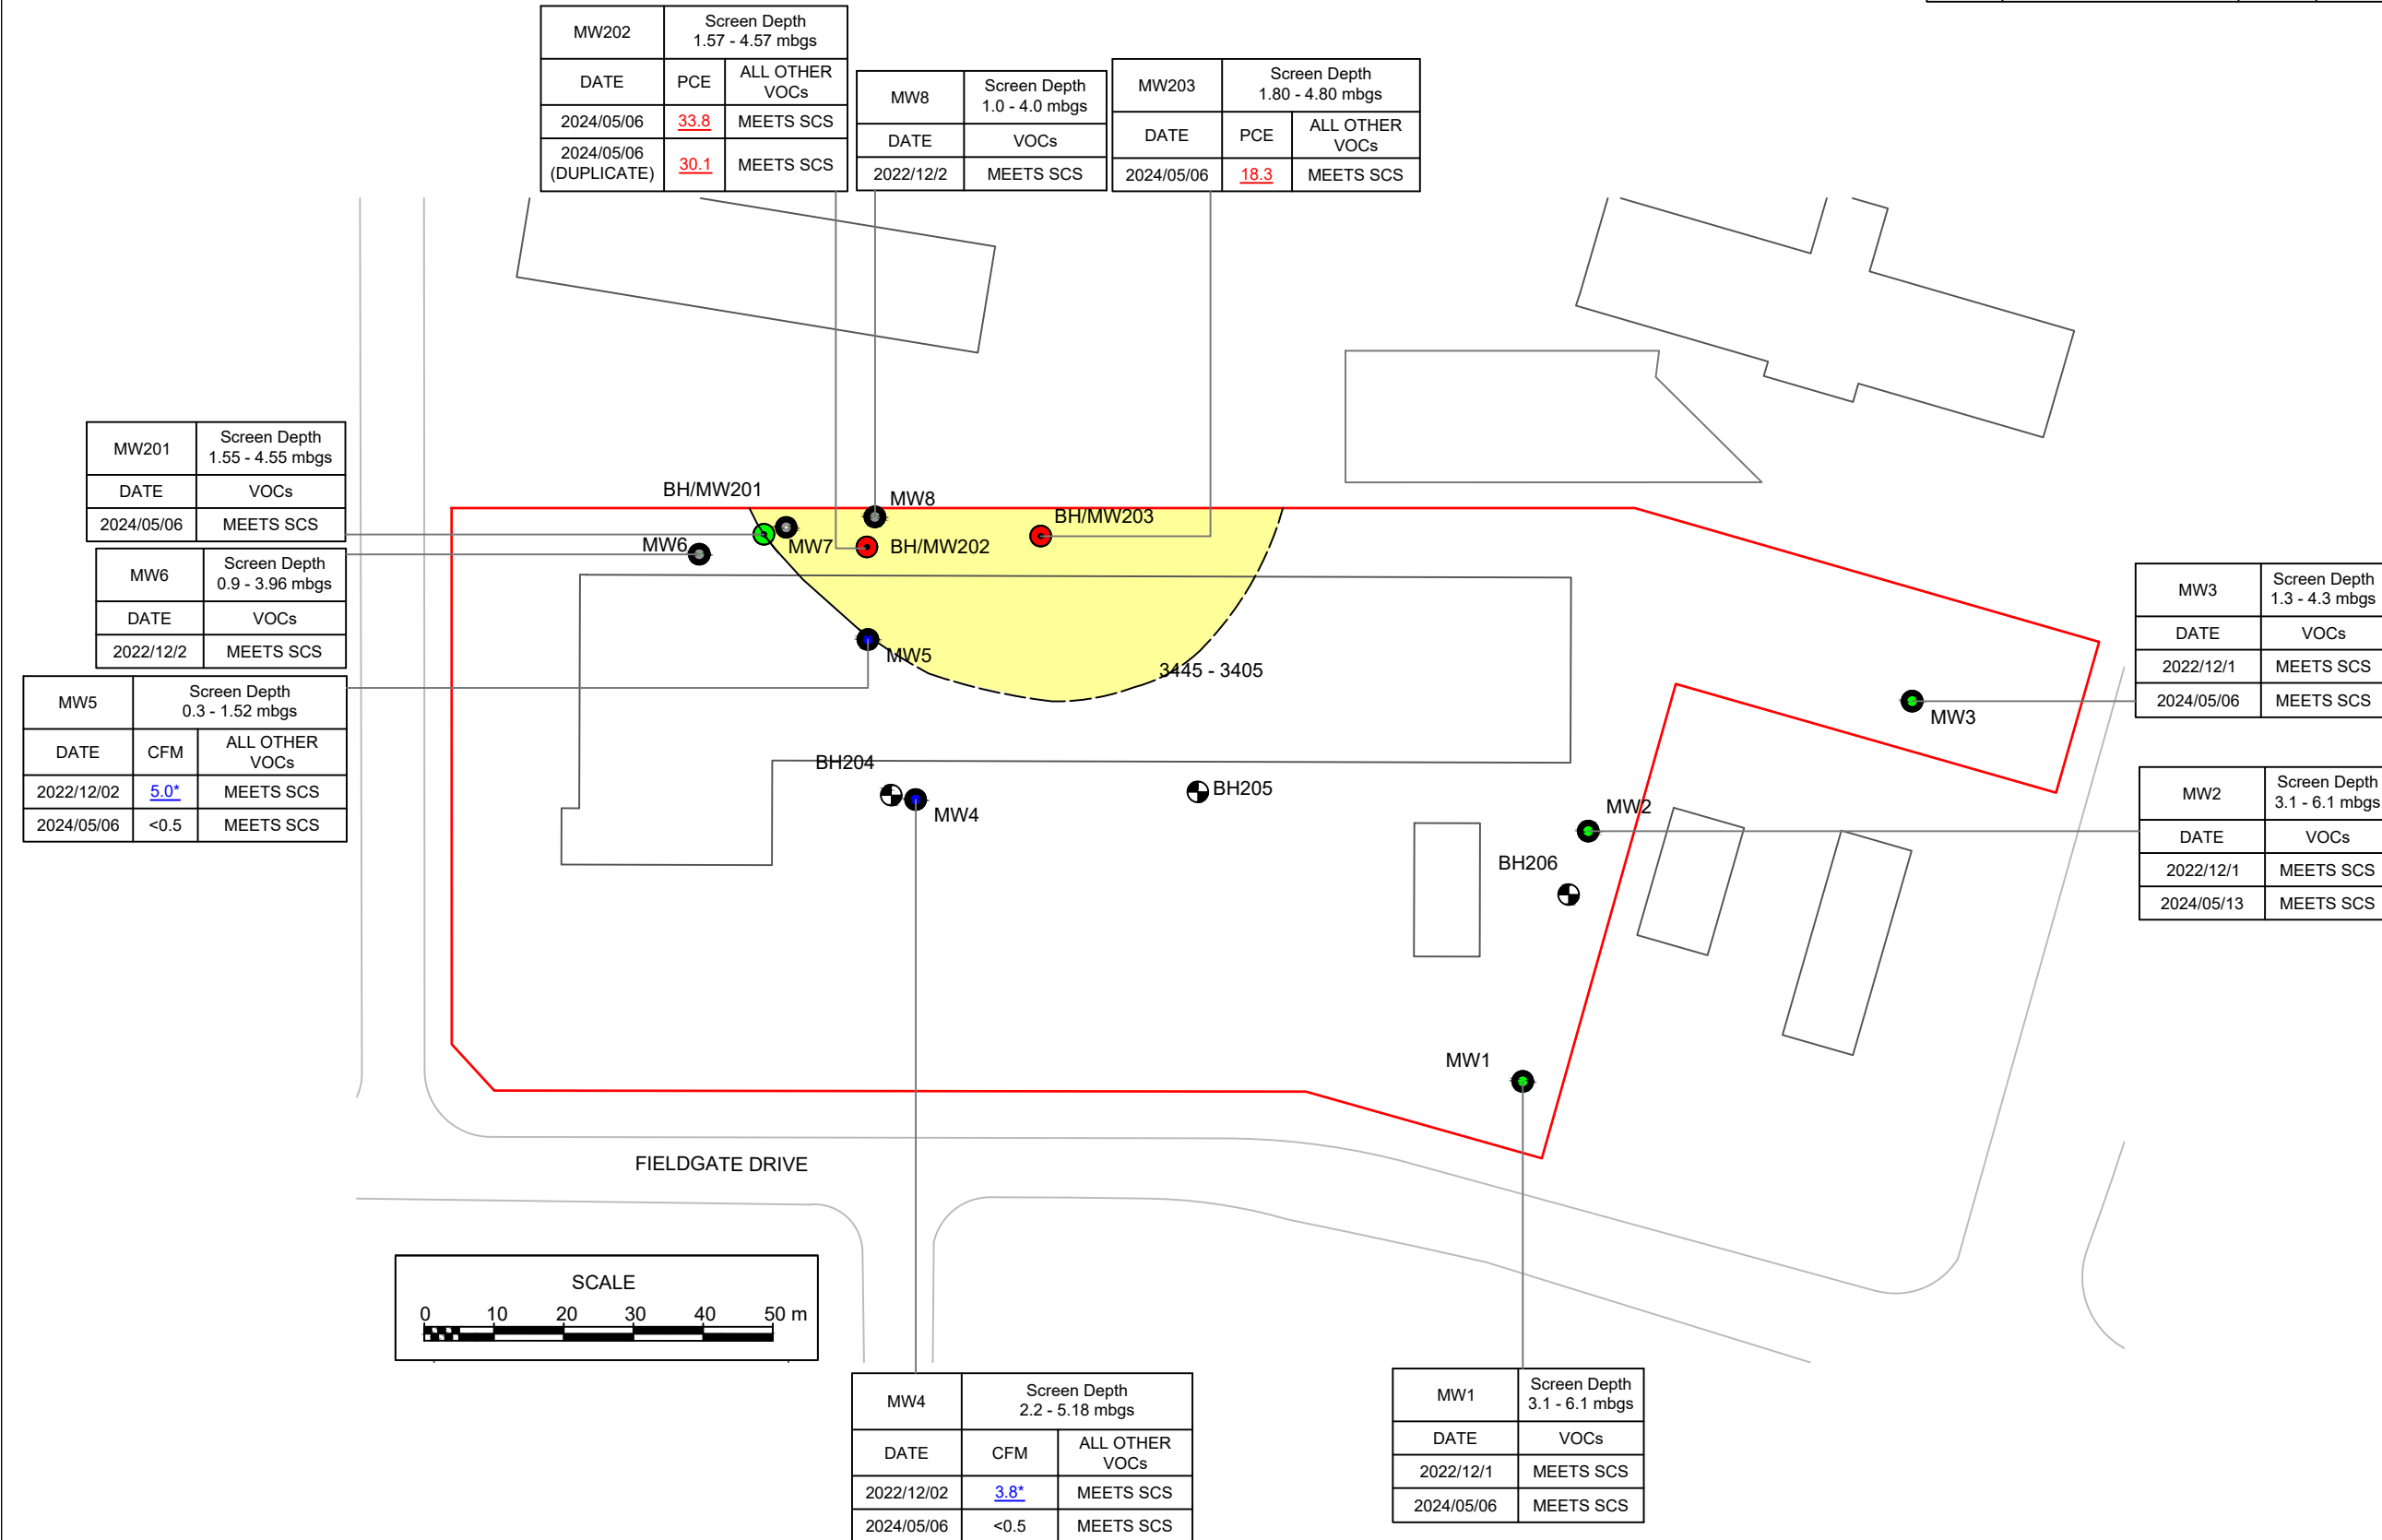 MW202
Screen Depth
1.57 - 4.57 mbgs
DATE
PCE
ALL OTHER
VOCs
2024/05/06
33.8
MEETS SCS
2024/05/06
(DUPLICATE)
30.1
MEETS SCS
MW8
Screen Depth
1.0 - 4.0 mbgs
DATE
VOCs
2022/12/2
MEETS SCS
MW203
Screen Depth
1.80 - 4.80 mbgs
DATE
PCE
ALL OTHER
VOCs
2024/05/06
18.3
MEETS SCS
MW201
Screen Depth
1.55 - 4.55 mbgs
DATE
VOCs
2024/05/06
MEETS SCS
MW6
Screen Depth
0.9 - 3.96 mbgs
DATE
VOCs
2022/12/2
MEETS SCS
MW5
Screen Depth
0.3 - 1.52 mbgs
DATE
CFM
ALL OTHER
VOCs
2022/12/02
5.0*
MEETS SCS
2024/05/06
<0.5
MEETS SCS
BH/MW201
MW8
BH/MW203
MW6
MW7
BH/MW202
MW5
3445 - 3405
BH204
MW4
BH205
MW2
BH206
MW3
MW1
MW3
Screen Depth
1.3 - 4.3 mbgs
DATE
VOCs
2022/12/1
MEETS SCS
2024/05/06
MEETS SCS
MW2
Screen Depth
3.1 - 6.1 mbgs
DATE
VOCs
2022/12/1
MEETS SCS
2024/05/13
MEETS SCS
FIELDGATE DRIVE
SCALE
0 10 20 30 40 50 m
MW4
Screen Depth
2.2 - 5.18 mbgs
DATE
CFM
ALL OTHER
VOCs
2022/12/02
3.8*
MEETS SCS
2024/05/06
<0.5
MEETS SCS
MW1
Screen Depth
3.1 - 6.1 mbgs
DATE
VOCs
2022/12/1
MEETS SCS
2024/05/06
MEETS SCS